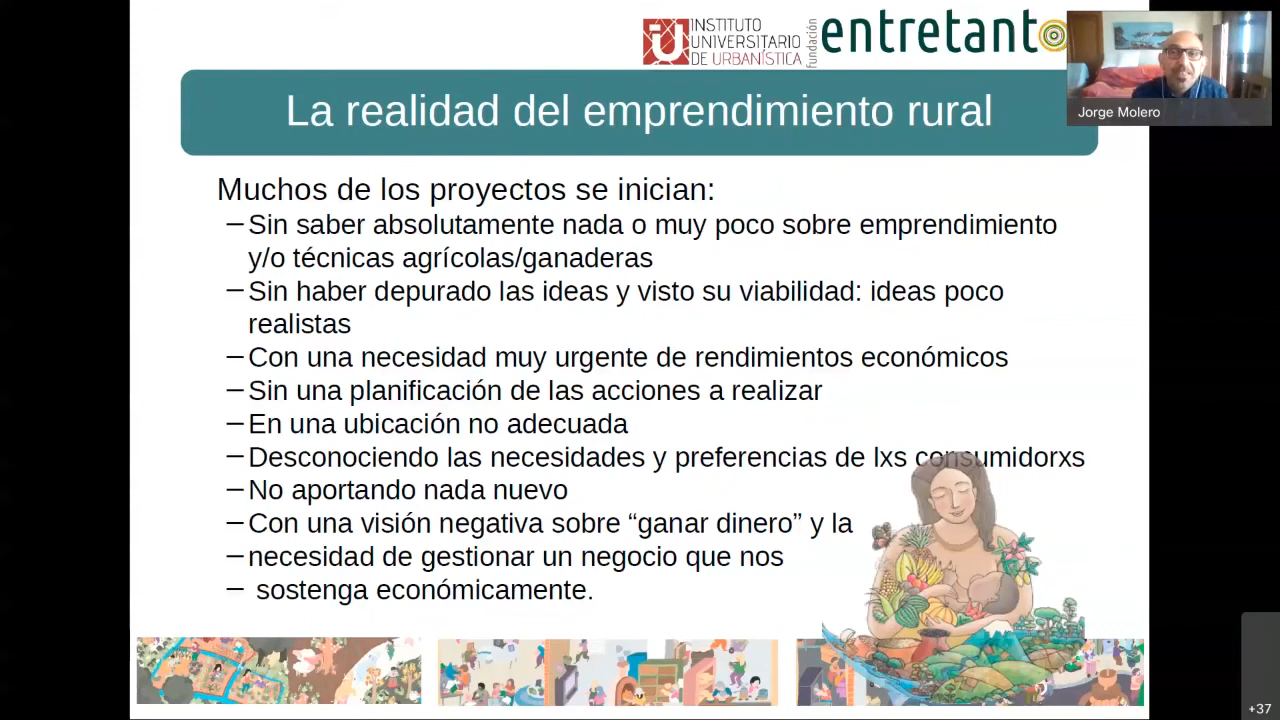 INSTITUTO
UNIVERSITARIO
DE URBANÍSTICA
fundación
entretanto
Jorge Molero
La realidad del emprendimiento rural
Muchos de los proyectos se inician:
–Sin saber absolutamente nada o muy poco sobre emprendimiento
y/o técnicas agrícolas/ganaderas
–Sin haber depurado las ideas y visto su viabilidad: ideas poco
realistas
–Con una necesidad muy urgente de rendimientos económicos
–Sin una planificación de las acciones a realizar
–En una ubicación no adecuada
–Desconociendo las necesidades y preferencias de lxs consumidorxs
–No aportando nada nuevo
–Con una visión negativa sobre “ganar dinero” y la
–necesidad de gestionar un negocio que nos
– sostenga económicamente.
+37